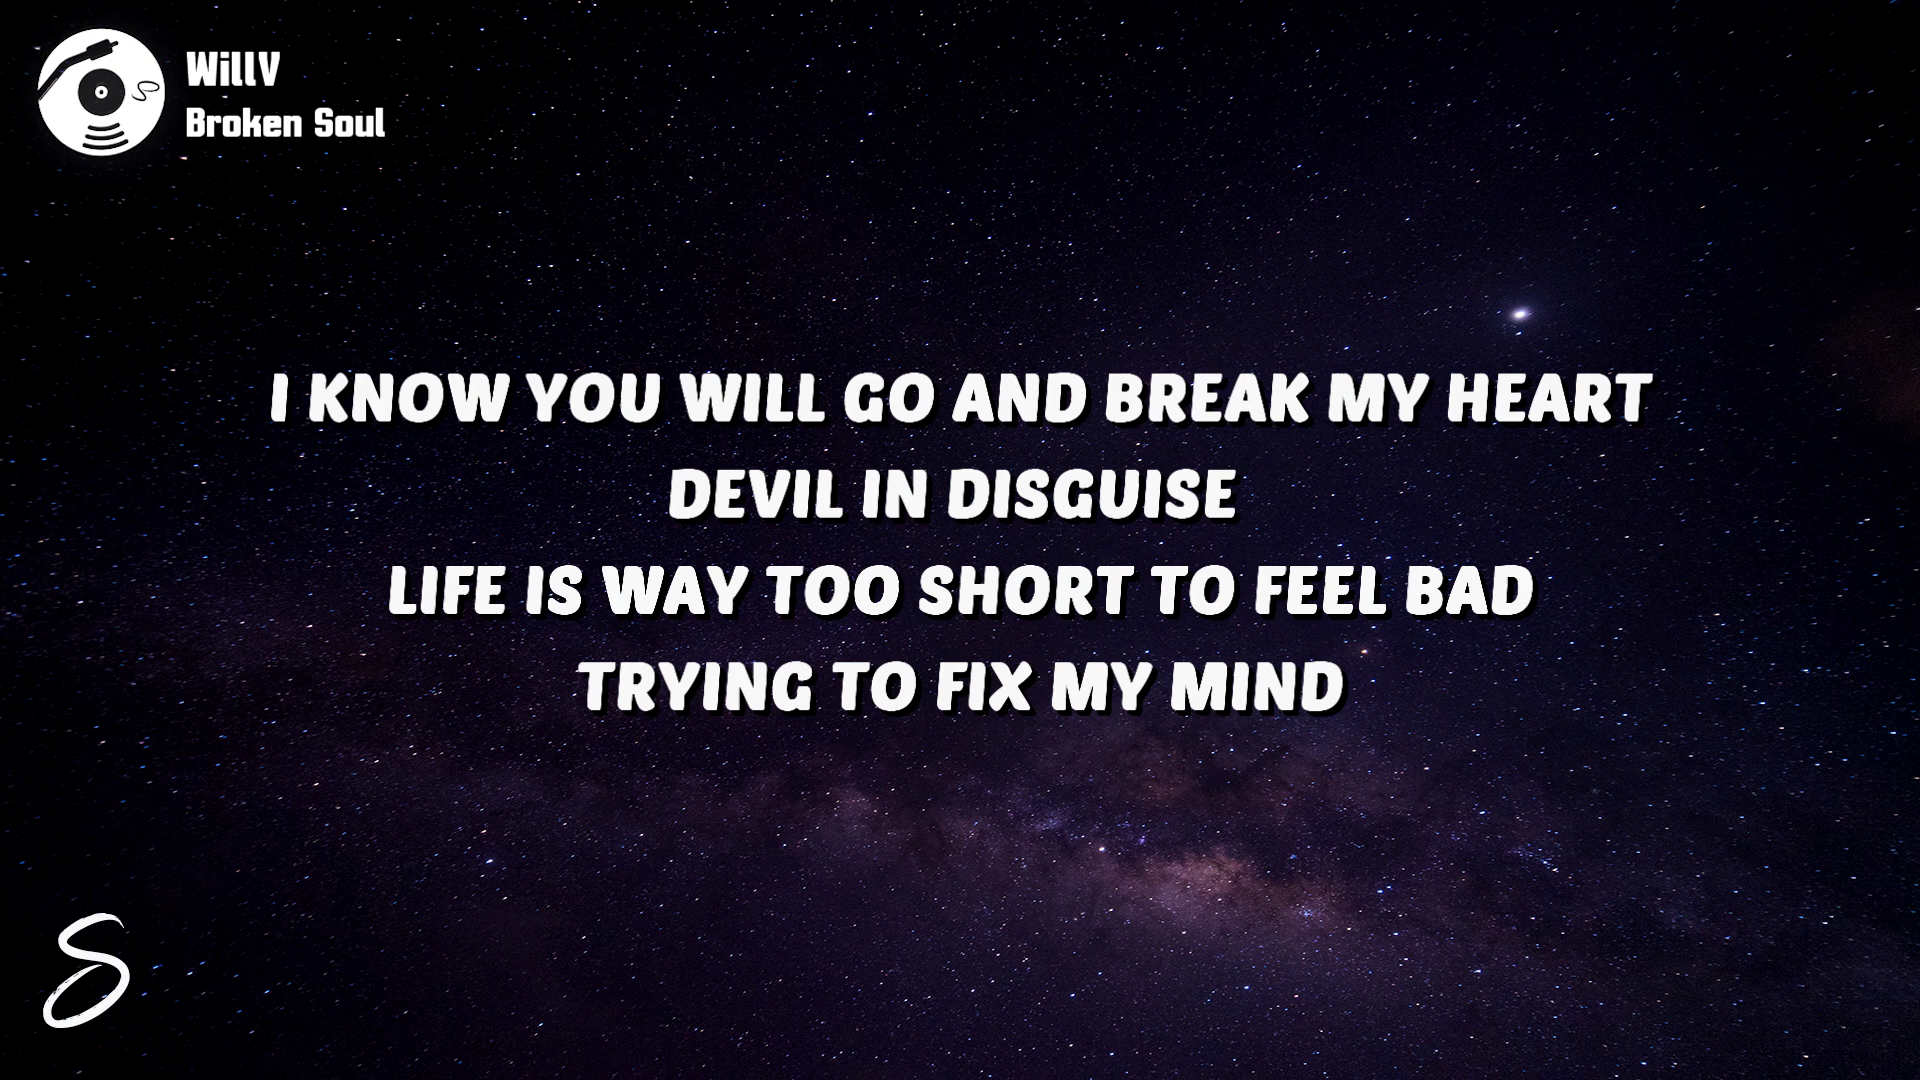 WillV
Broken Soul
I KNOW YOU WILL GO AND BREAK MY HEART
DEVIL IN DISGUISE
LIFE IS WAY TOO SHORT TO FEEL BAD
TRYING TO FIX MY MIND
S